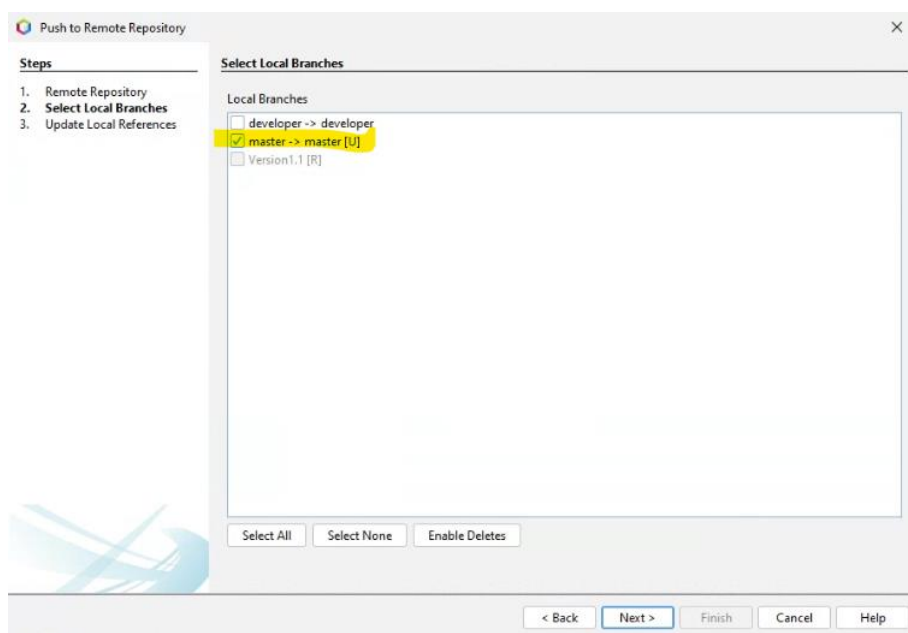 Push to Remote Repository
Steps
1. Remote Repository
2. Select Local Branches
3. Update Local References
Select Local Branches
Local Branches
developer -> developer
master -> master [U]
Version1.1 [R]
Select All Select None Enable Deletes
< Back Next > Finish Cancel Help